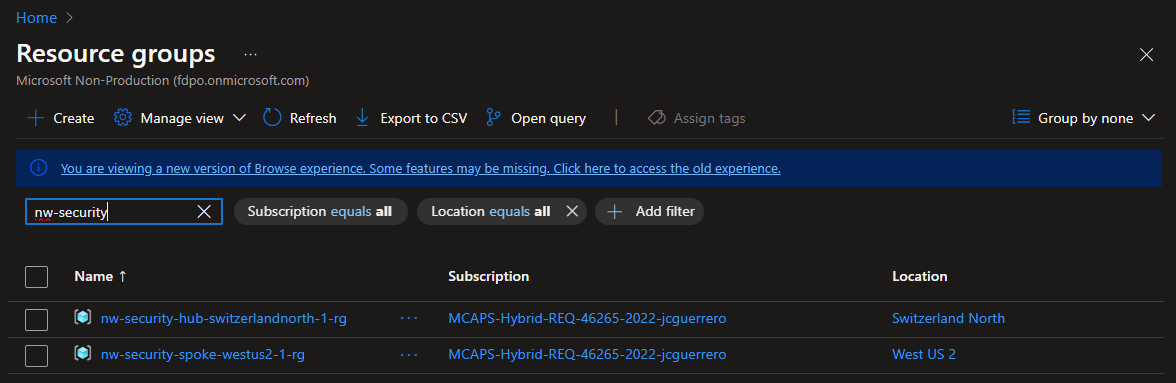 Home
Resource groups ...
Microsoft Non-Production (fdpo.onmicrosoft.com)
Create Manage view Refresh Export to CSV Open query Assign tags Group by none
You are viewing a new version of Browse experience. Some features may be missing. Click here to access the old experience.
nw-security Subscription equals all Location equals all Add filter
Name ↑ Subscription Location
nw-security-hub-switzerlandnorth-1-rg ... MCAPS-Hybrid-REQ-46265-2022-jcguerrero Switzerland North
nw-security-spoke-westus2-1-rg ... MCAPS-Hybrid-REQ-46265-2022-jcguerrero West US 2